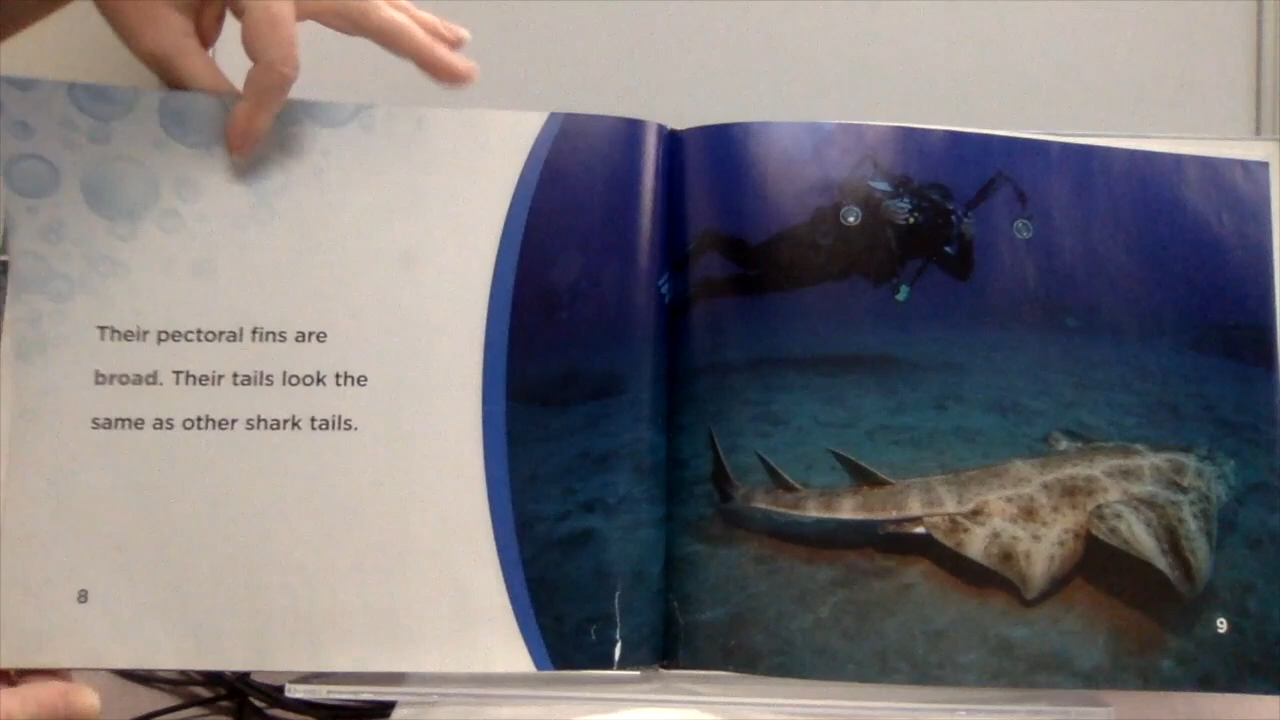 Their pectoral fins are
broad. Their tails look the
same as other shark tails.
8
9